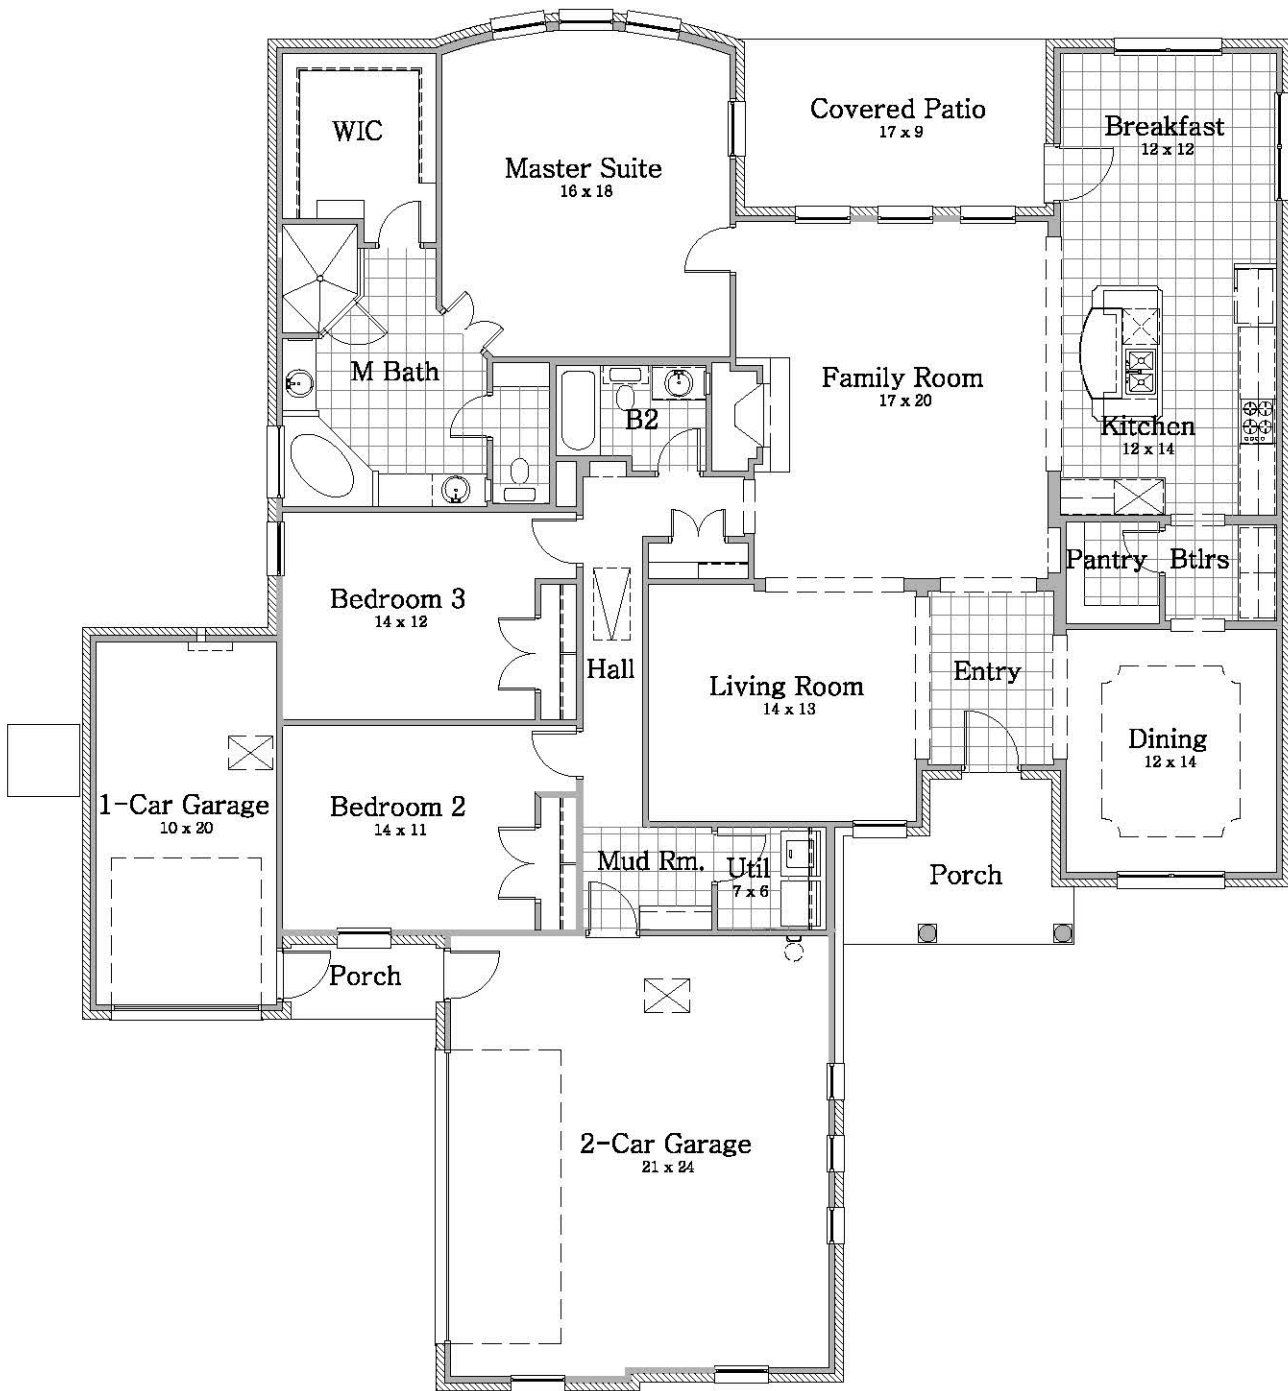 Covered Patio
17 x 9
Breakfast
12 x 12
WIC
Master Suite
16 x 18
M Bath
B2
Family Room
17 x 20
Kitchen
12 x 14
Pantry
Btlrs
Bedroom 3
14 x 12
Hall
Living Room
14 x 13
Entry
Dining
12 x 14
1-Car Garage
10 x 20
Bedroom 2
14 x 11
Mud Rm.
Util
7 x 6
Porch
Porch
2-Car Garage
21 x 24